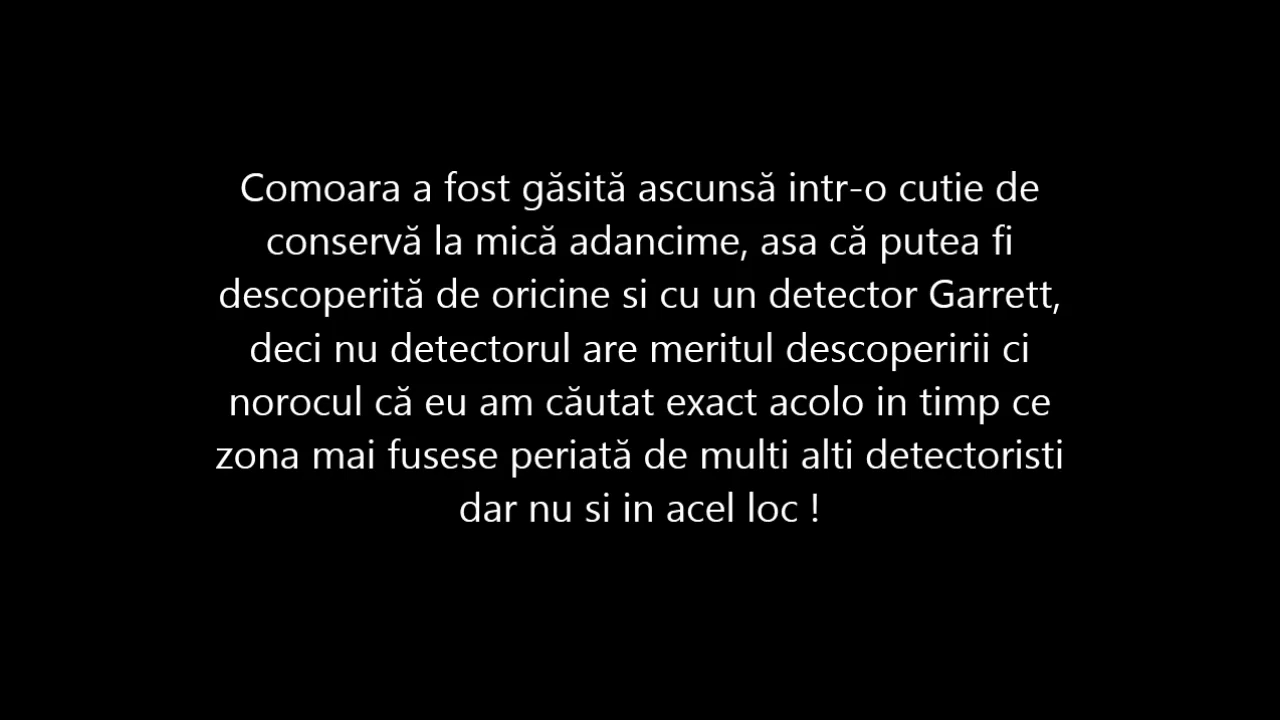 Comoara a fost găsită ascunsă intr-o cutie de
conservă la mică adancime, asa că putea fi
descoperită de oricine si cu un detector Garrett,
deci nu detectorul are meritul descoperirii ci
norocul că eu am căutat exact acolo in timp ce
zona mai fusese periată de multi alti detectoristi
dar nu si in acel loc !